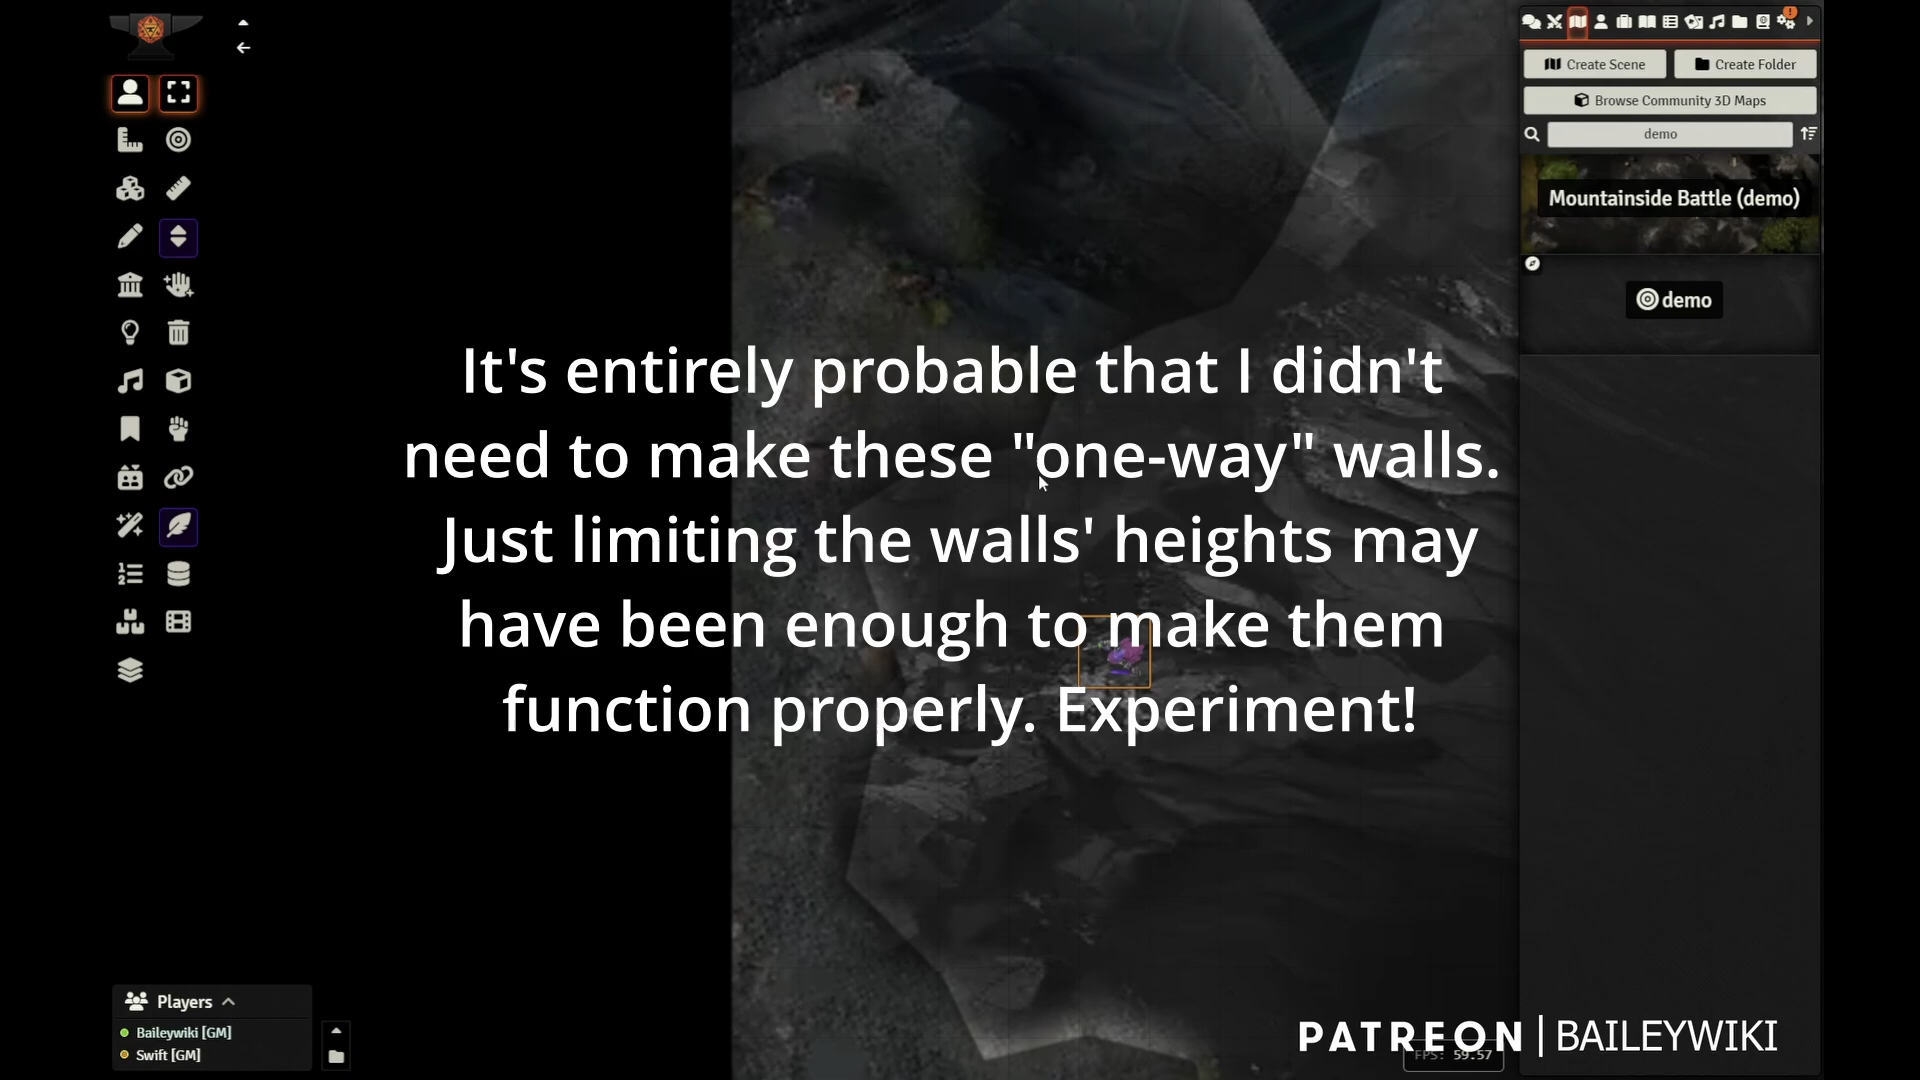 Create Scene
Create Folder
Browse Community 3D Maps
demo
Mountainside Battle (demo)
demo
It's entirely probable that I didn't
need to make these "one-way" walls.
Just limiting the walls' heights may
have been enough to make them
function properly. Experiment!
Players
Baileywiki [GM]
Swift [GM]
PATREON | BAILEYWIKI
FPS: 59.57